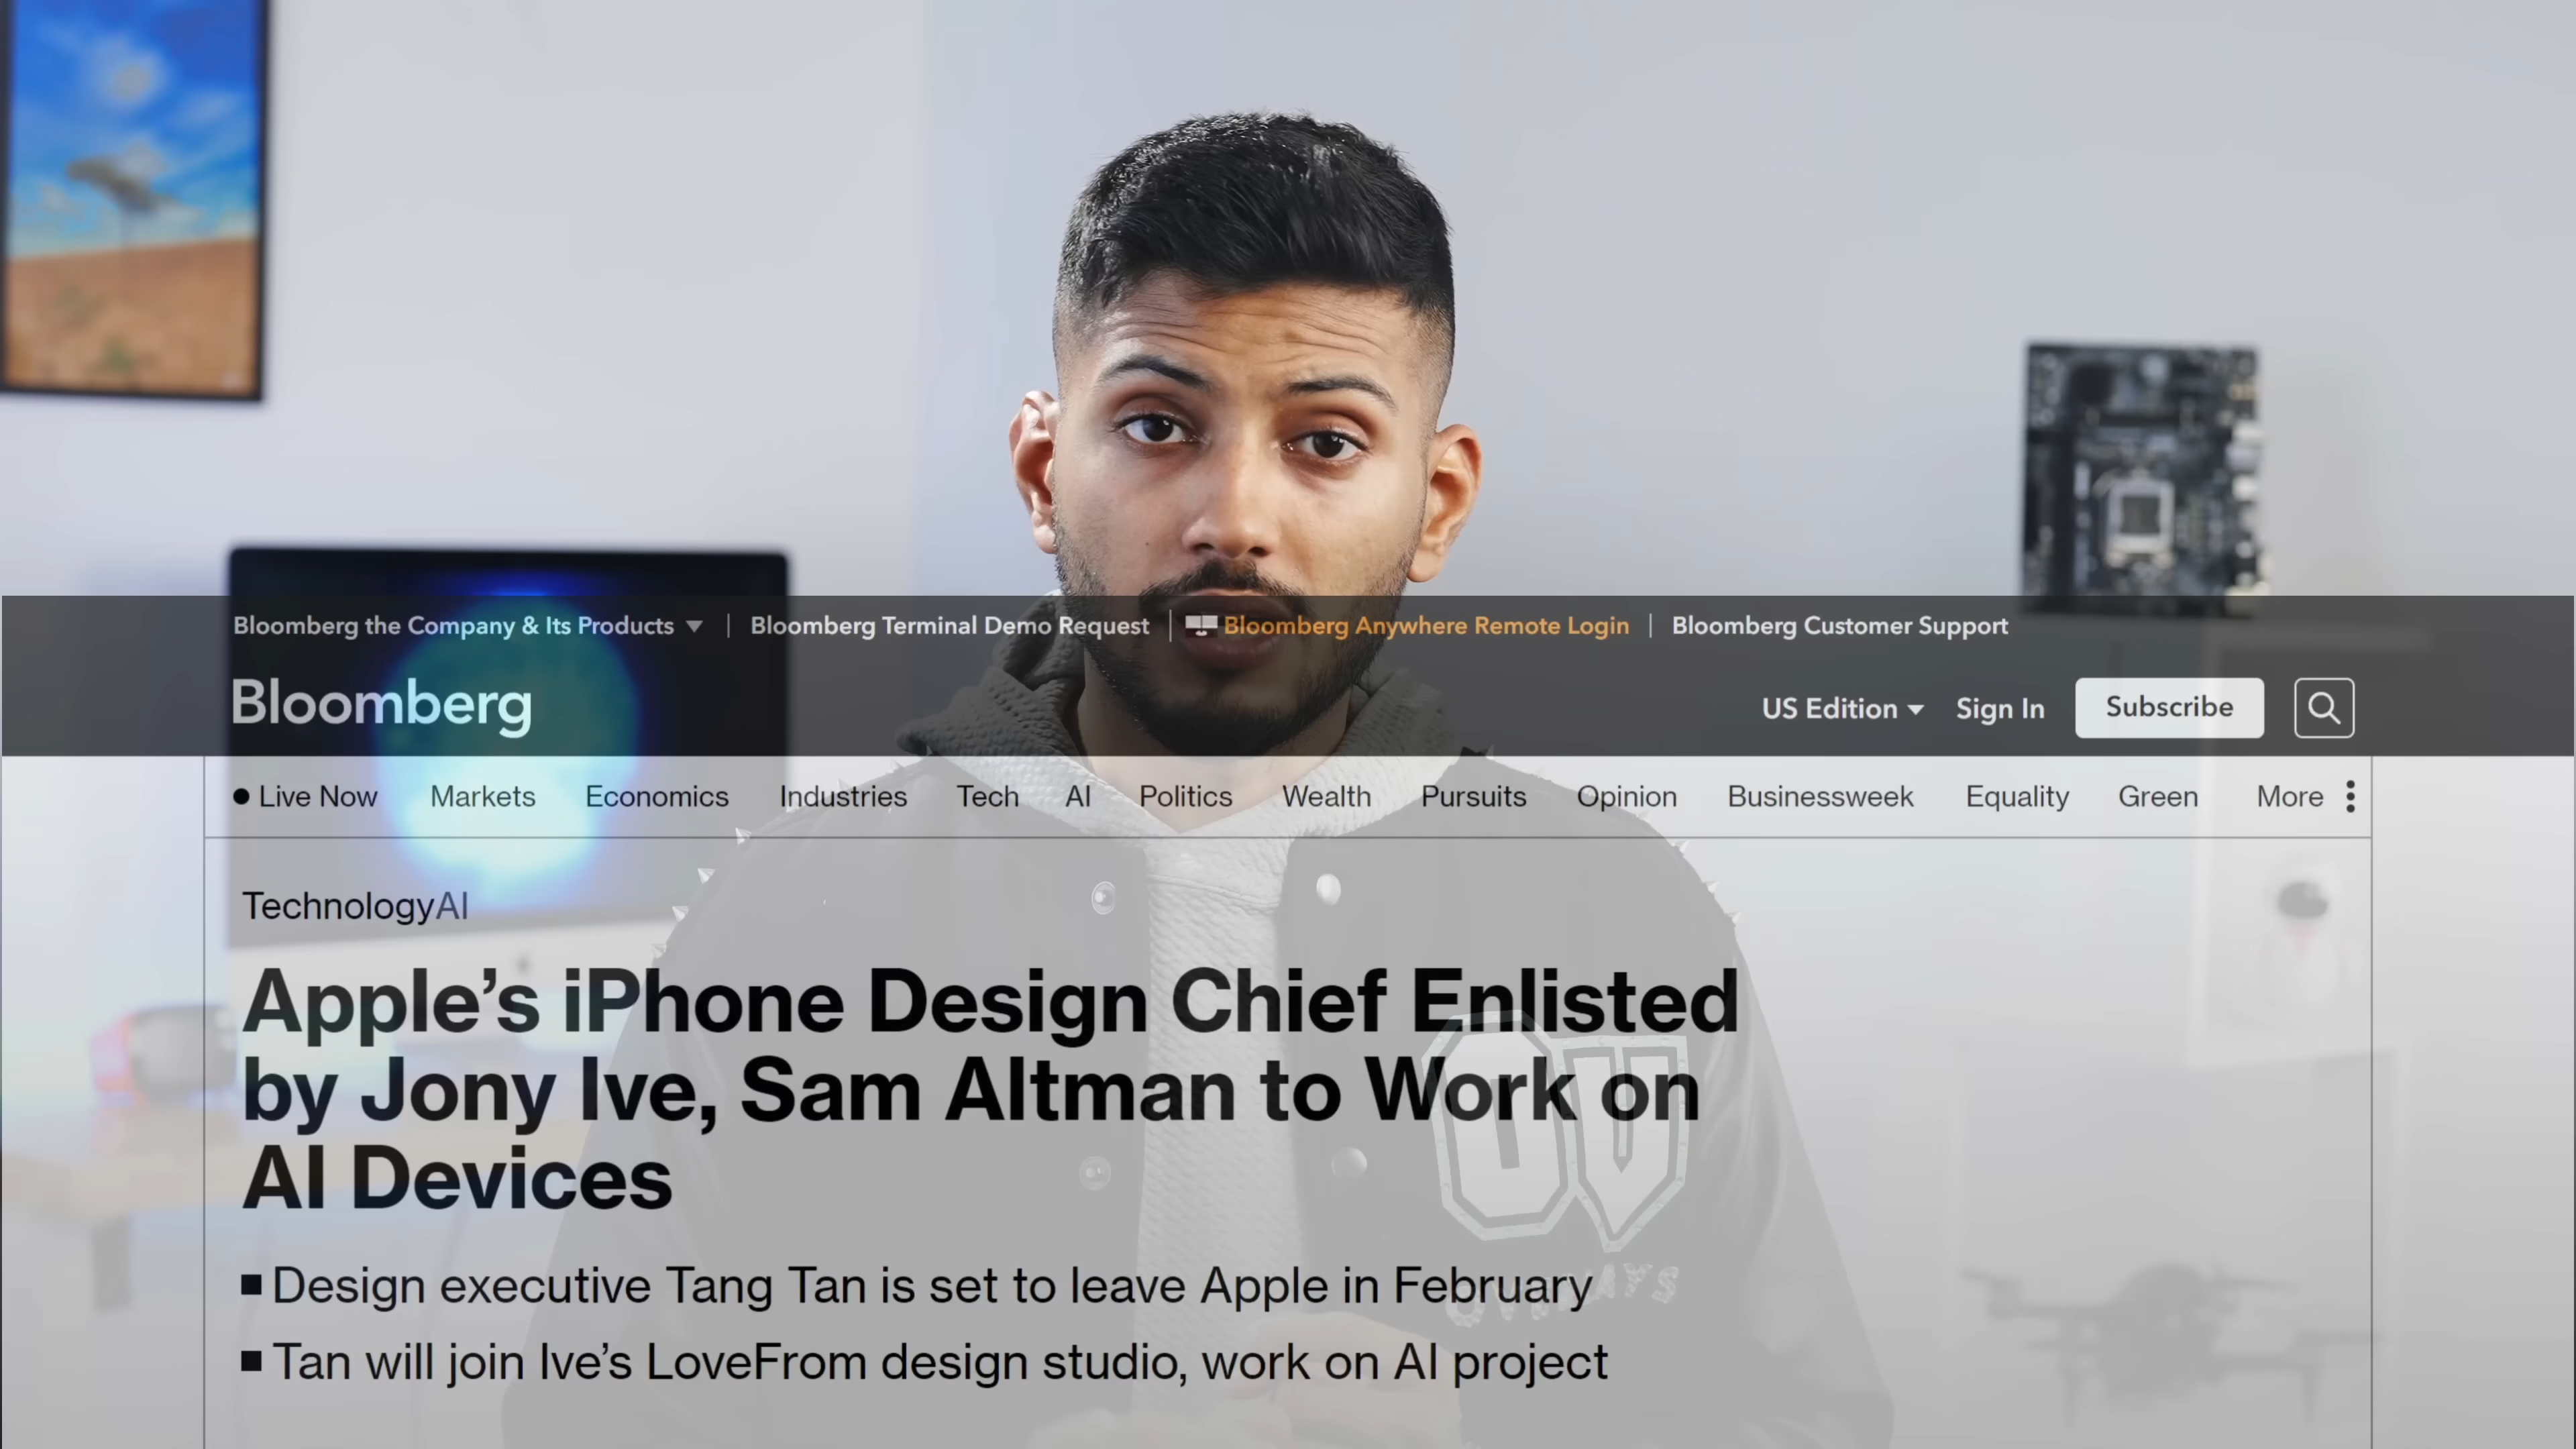 Bloomberg the Company & Its Products | Bloomberg Terminal Demo Request | Bloomberg Anywhere Remote Login | Bloomberg Customer Support
Bloomberg
US Edition Sign In Subscribe
Live Now Markets Economics Industries Tech AI Politics Wealth Pursuits Opinion Businessweek Equality Green More
TechnologyAI
Apple’s iPhone Design Chief Enlisted
by Jony Ive, Sam Altman to Work on
AI Devices
OV
Design executive Tang Tan is set to leave Apple in February
Tan will join Ive’s LoveFrom design studio, work on AI project